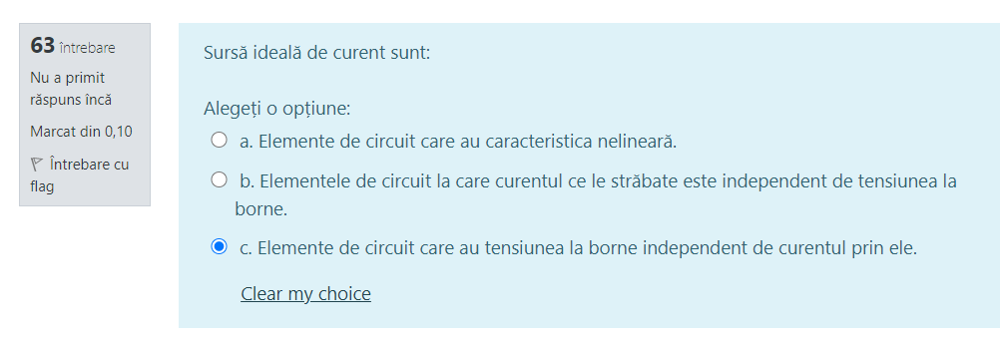 63 întrebare
Nu a primit
răspuns încă
Marcat din 0,10
Întrebare cu
flag
Sursă ideală de curent sunt:
Alegeți o opțiune:
a. Elemente de circuit care au caracteristica nelineară.
b. Elementele de circuit la care curentul ce le străbate este independent de tensiunea la
borne.
c. Elemente de circuit care au tensiunea la borne independent de curentul prin ele.
Clear my choice